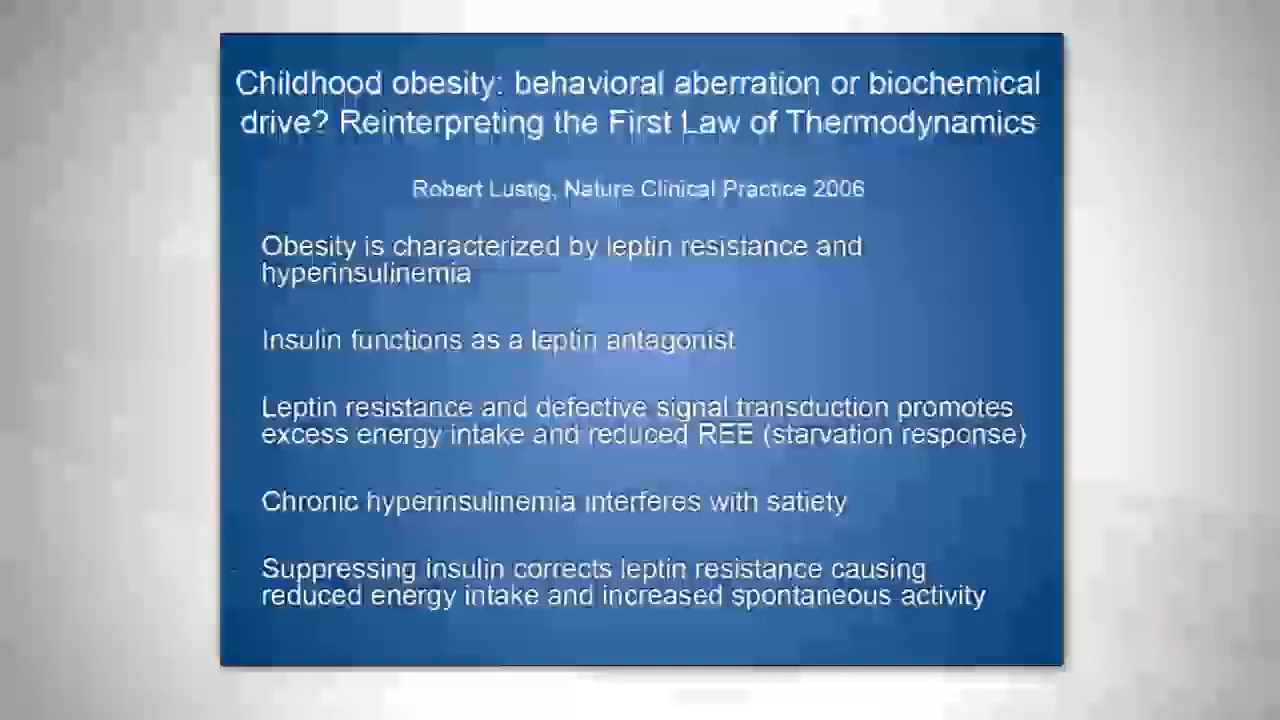 Childhood obesity: behavioral aberration or biochemical
drive? Reinterpreting the First Law of Thermodynamics
Robert Lustig, Nature Clinical Practice 2006
Obesity is characterized by leptin resistance and
hyperinsulinemia
Insulin functions as a leptin antagonist
Leptin resistance and defective signal transduction promotes
excess energy intake and reduced REE (starvation response)
Chronic hyperinsulinemia interferes with satiety
Suppressing insulin corrects leptin resistance causing
reduced energy intake and increased spontaneous activity